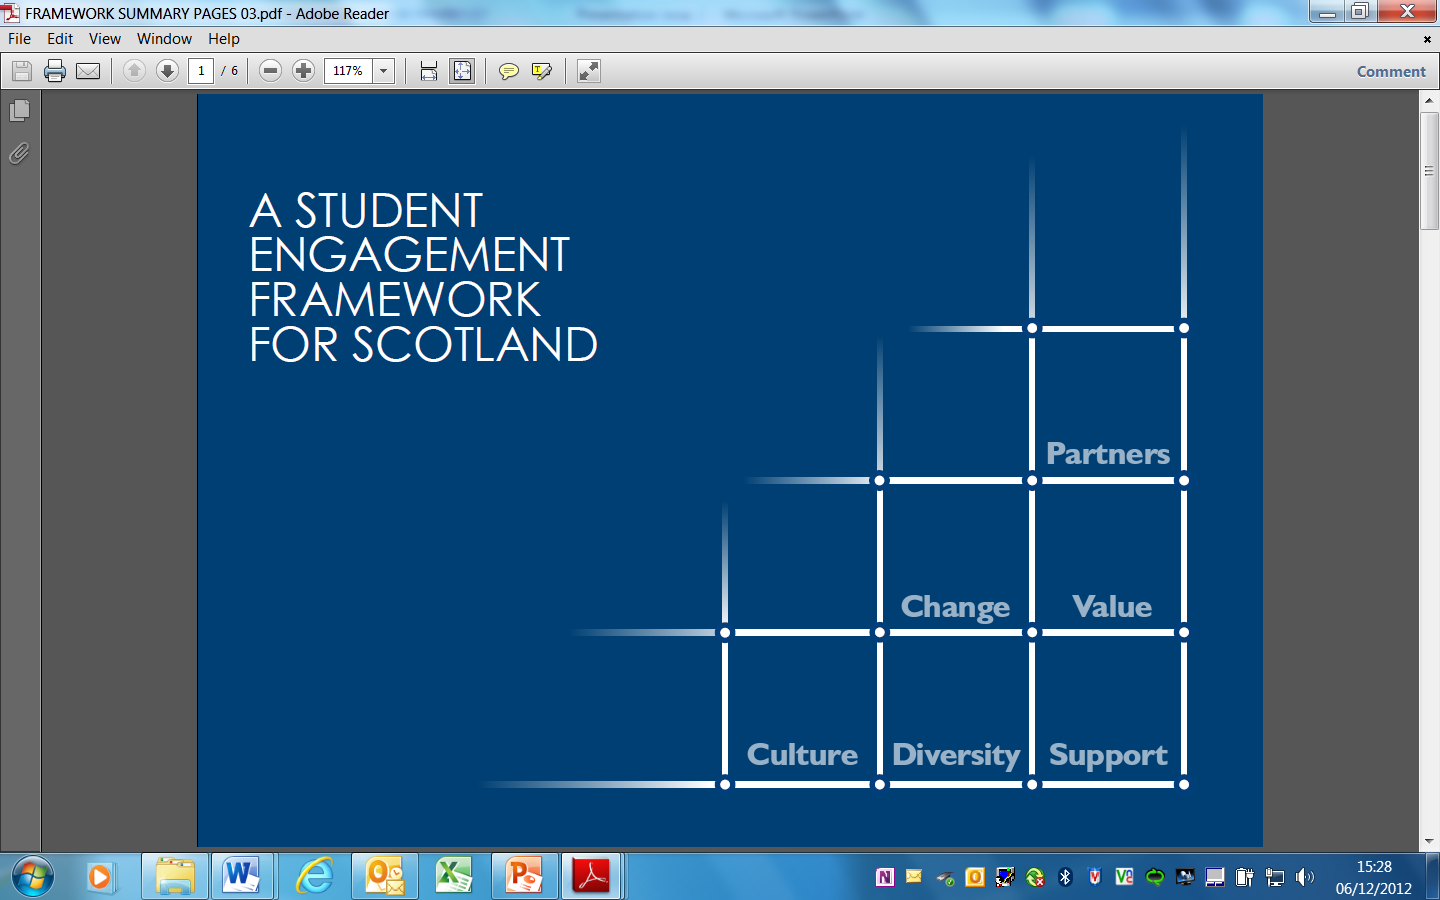 FRAMEWORK SUMMARY PAGES 03.pdf - Adobe Reader
File Edit View Window Help
1 / 6 117% Comment
A STUDENT
ENGAGEMENT
FRAMEWORK
FOR SCOTLAND
Partners
Change Value
Culture Diversity Support
15:28
06/12/2012